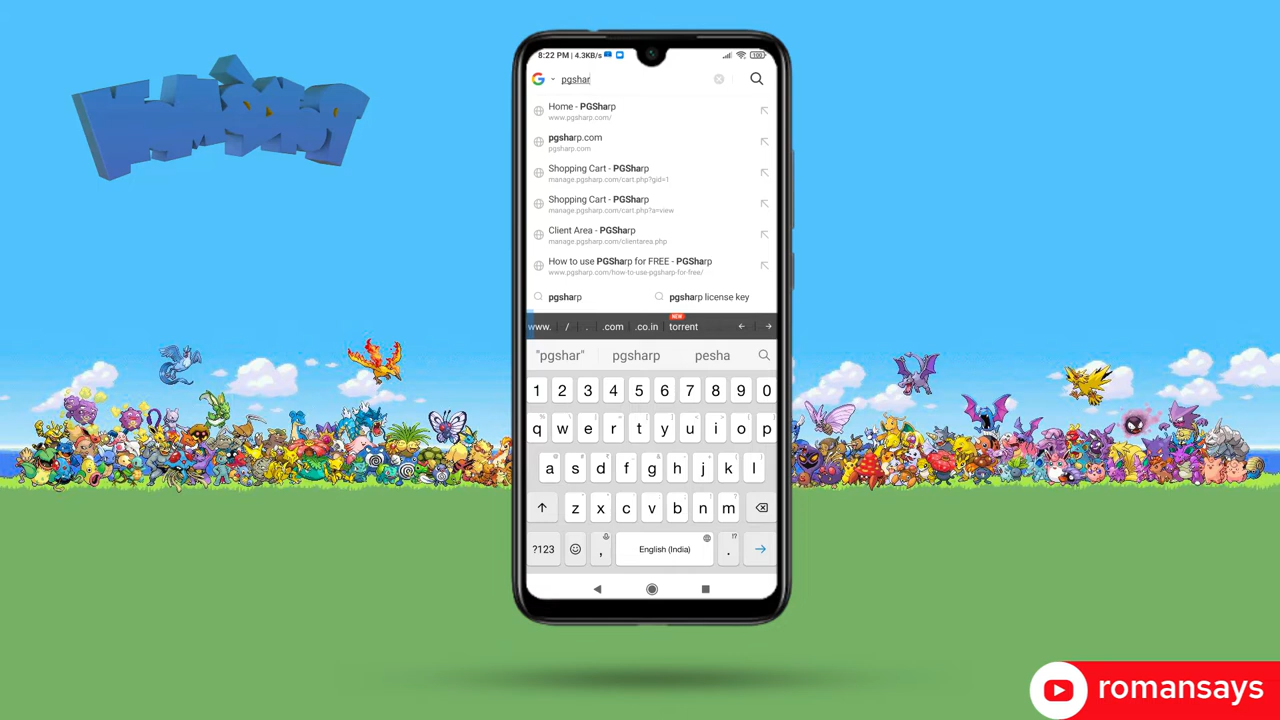 8:22 PM | 4.3KB/s
100
pgshar
Home - PGSharp
www.pgsharp.com/
pgsharp.com
pgsharp.com
Shopping Cart - PGSharp
manage.pgsharp.com/cart.php?gid=1
Shopping Cart - PGSharp
manage.pgsharp.com/cart.php?a=view
Client Area - PGSharp
manage.pgsharp.com/clientarea.php
How to use PGSharp for FREE - PGSharp
www.pgsharp.com/how-to-use-pgsharp-for-free/
pgsharp pgsharp license key
NEW
www. / . .com .co.in torrent
"pgshar" pgsharp pesha
1 2 3 4 5 6 7 8 9 0
q w e r t y u i o p
a s d f g h j k l
z x c v b n m
?123 , English (India) .
romansays